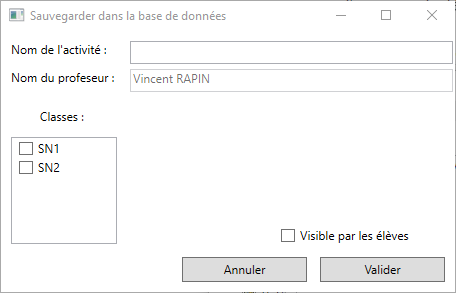 Sauvegarder dans la base de données
Nom de l'activité :
Nom du profeseur : Vincent RAPIN
Classes :
SN1
SN2
Visible par les élèves
Annuler Valider